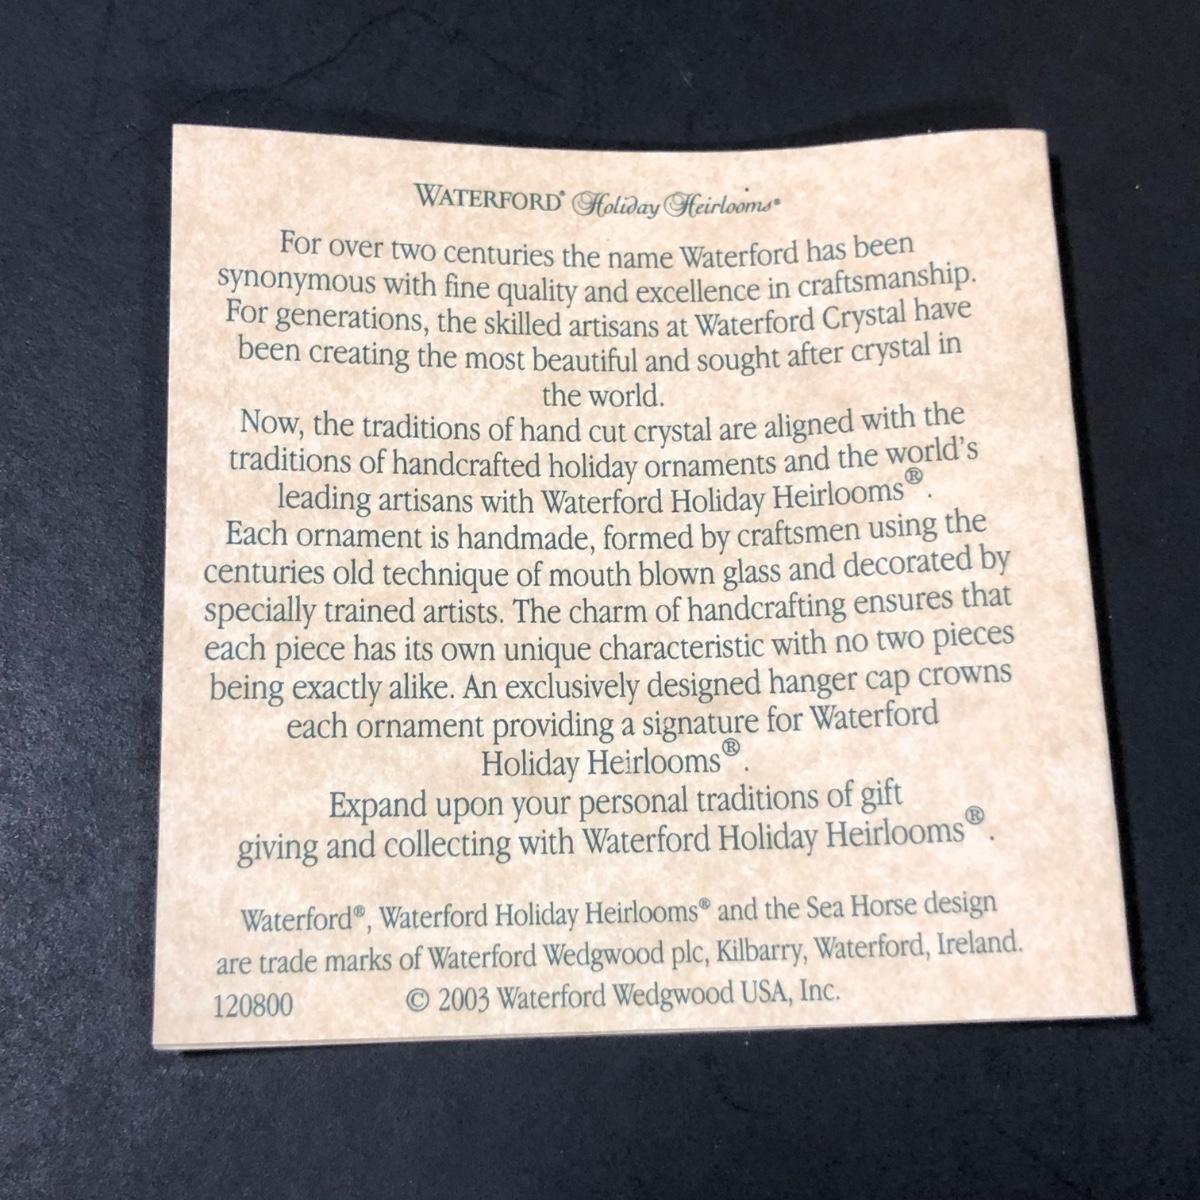 WATERFORD® Holiday Heirlooms®
For over two centuries the name Waterford has been
synonymous with fine quality and excellence in craftsmanship.
For generations, the skilled artisans at Waterford Crystal have
been creating the most beautiful and sought after crystal in
the world.
Now, the traditions of hand cut crystal are aligned with the
traditions of handcrafted holiday ornaments and the world's
leading artisans with Waterford Holiday Heirlooms®.
Each ornament is handmade, formed by craftsmen using the
centuries old technique of mouth blown glass and decorated by
specially trained artists. The charm of handcrafting ensures that
each piece has its own unique characteristic with no two pieces
being exactly alike. An exclusively designed hanger cap crowns
each ornament providing a signature for Waterford
Holiday Heirlooms®.
Expand upon your personal traditions of gift
giving and collecting with Waterford Holiday Heirlooms®.
Waterford®, Waterford Holiday Heirlooms® and the Sea Horse design
are trade marks of Waterford Wedgwood plc, Kilbarry, Waterford, Ireland.
120800 © 2003 Waterford Wedgwood USA, Inc.